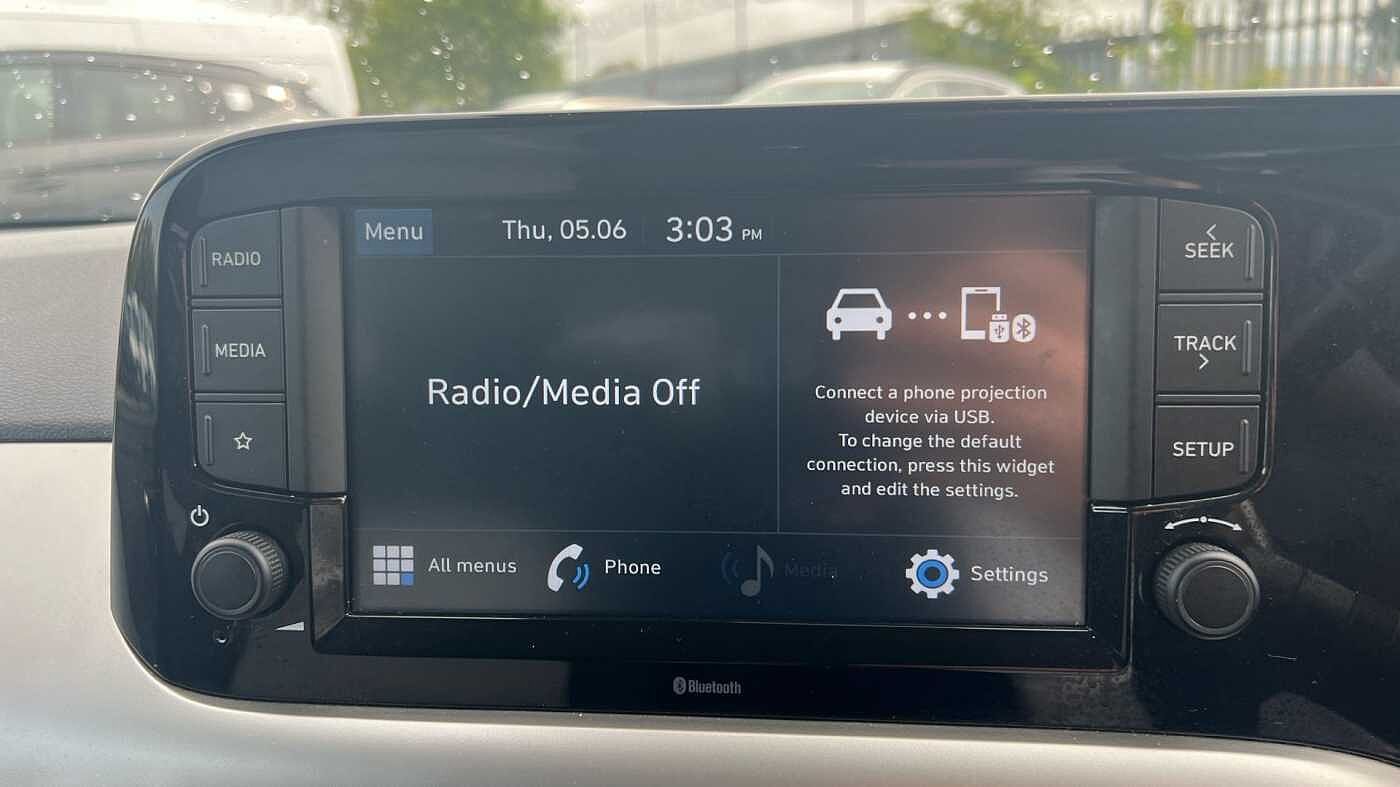 Menu Thu, 05.06 3:03 PM
RADIO
MEDIA
Radio/Media Off
Connect a phone projection
device via USB.
To change the default
connection, press this widget
and edit the settings.
All menus Phone Media Settings
SEEK
TRACK
SETUP
Bluetooth